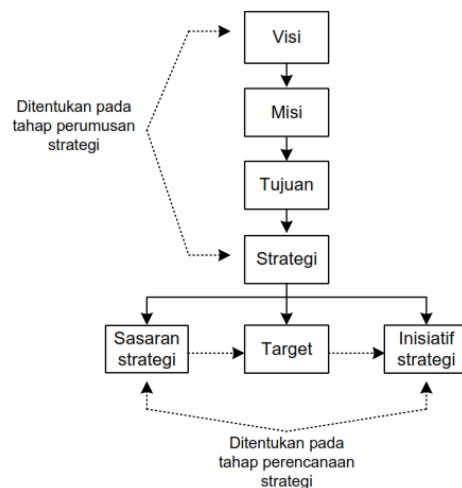 Visi
Ditentukan pada
tahap perumusan
strategi
Misi
Tujuan
Strategi
Sasaran
strategi
Target
Inisiatif
strategi
Ditentukan pada
tahap perencanaan
strategi